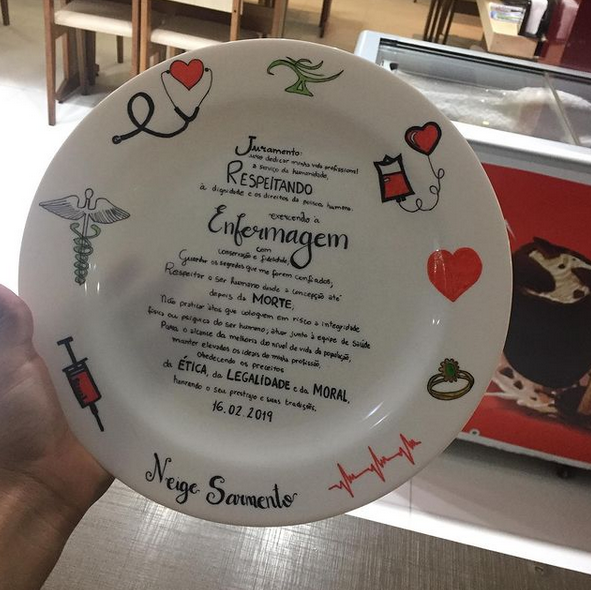 Juramento:
juro dedicar minha vida profissional
a serviço da humanidade,
RESPEITANDO
a dignidade e os direitos da pessoa humana.
exercendo a
Enfermagem
com
consciência e fidelidade;
Guardar os segredos que me forem confiados;
Respeitar o ser humano desde a concepção até
depois da MORTE,
Não praticar atos que coloquem em risco a integridade
física ou psíquica do ser humano; atuar junto à equipe de saúde
Para o alcance da melhoria do nível de vida da população,
manter elevados os ideais de minha profissão,
Obedecendo os preceitos
da ÉTICA, da LEGALIDADE e da MORAL,
honrando o seu prestígio e suas tradições.
16.02.2019
Neige Sarmento